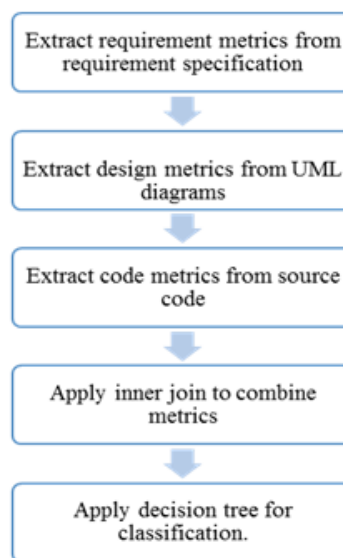 Extract requirement metrics from
requirement specification
Extract design metrics from UML
diagrams
Extract code metrics from source
code
Apply inner join to combine
metrics
Apply decision tree for
classification.